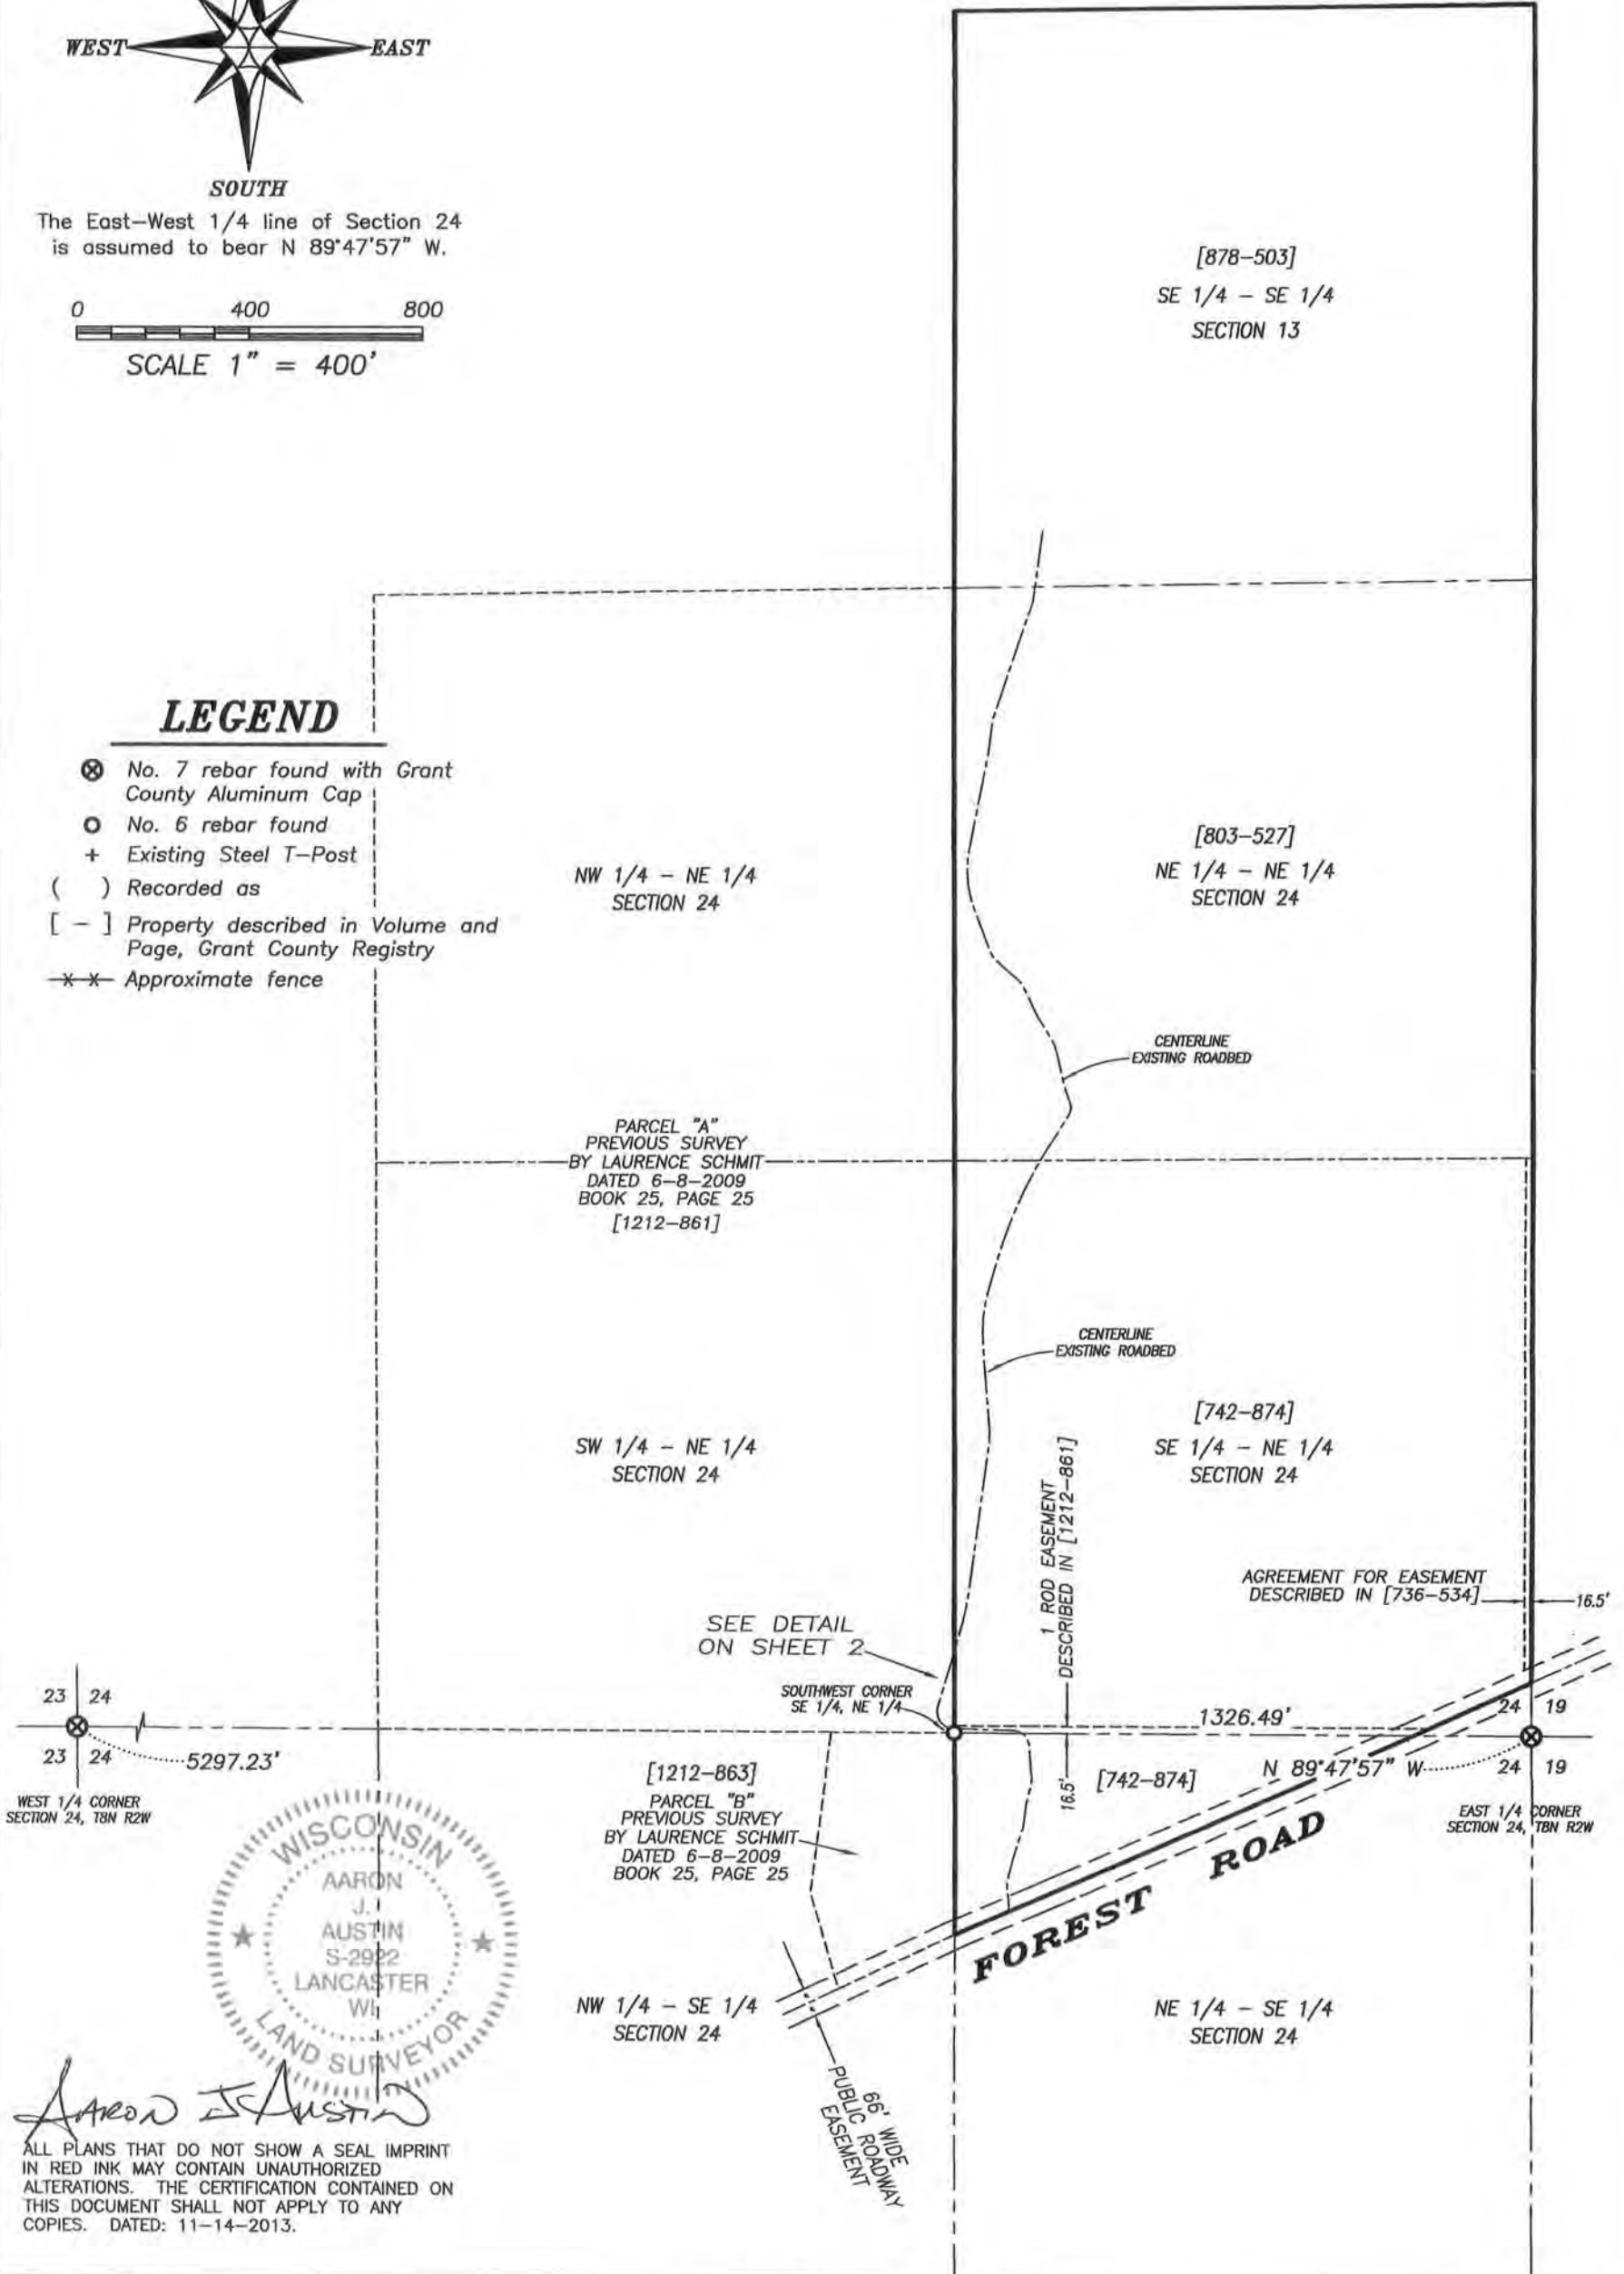 WEST
EAST
SOUTH
The East-West 1/4 line of Section 24
is assumed to bear N 89°47'57" W.
0 400 800
SCALE 1" = 400'
[878-503]
SE 1/4 - SE 1/4
SECTION 13
LEGEND
No. 7 rebar found with Grant
County Aluminum Cap
No. 6 rebar found
+ Existing Steel T-Post
( ) Recorded as
[ - ] Property described in Volume and
Page, Grant County Registry
Approximate fence
NW 1/4 - NE 1/4
SECTION 24
[803-527]
NE 1/4 - NE 1/4
SECTION 24
CENTERLINE
EXISTING ROADBED
PARCEL "A"
PREVIOUS SURVEY
BY LAURENCE SCHMIT
DATED 6-8-2009
BOOK 25, PAGE 25
[1212-861]
CENTERLINE
EXISTING ROADBED
SW 1/4 - NE 1/4
SECTION 24
[742-874]
SE 1/4 - NE 1/4
SECTION 24
1 ROD EASEMENT
DESCRIBED IN [1212-861]
AGREEMENT FOR EASEMENT
DESCRIBED IN [736-534]
16.5'
SEE DETAIL
ON SHEET 2
SOUTHWEST CORNER
SE 1/4, NE 1/4
23 24
23 24
5297.23'
WEST 1/4 CORNER
SECTION 24, T8N R2W
1326.49'
24 19
24 19
N 89°47'57" W
EAST 1/4 CORNER
SECTION 24, T8N R2W
16.5'
[742-874]
[1212-863]
PARCEL "B"
PREVIOUS SURVEY
BY LAURENCE SCHMIT
DATED 6-8-2009
BOOK 25, PAGE 25
FOREST ROAD
WISCONSIN
AARON
J.
AUSTIN
S-2922
LANCASTER
WI
LAND SURVEYOR
NW 1/4 - SE 1/4
SECTION 24
NE 1/4 - SE 1/4
SECTION 24
66' WIDE
PUBLIC ROADWAY
EASEMENT
AARON J AUSTIN
ALL PLANS THAT DO NOT SHOW A SEAL IMPRINT
IN RED INK MAY CONTAIN UNAUTHORIZED
ALTERATIONS. THE CERTIFICATION CONTAINED ON
THIS DOCUMENT SHALL NOT APPLY TO ANY
COPIES. DATED: 11-14-2013.